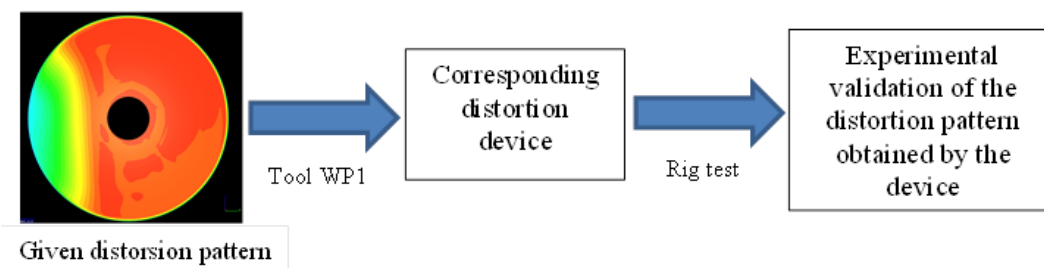 Given distorsion pattern
Tool WP1
Corresponding
distortion
device
Rig test
Experimental
validation of the
distortion pattern
obtained by the
device